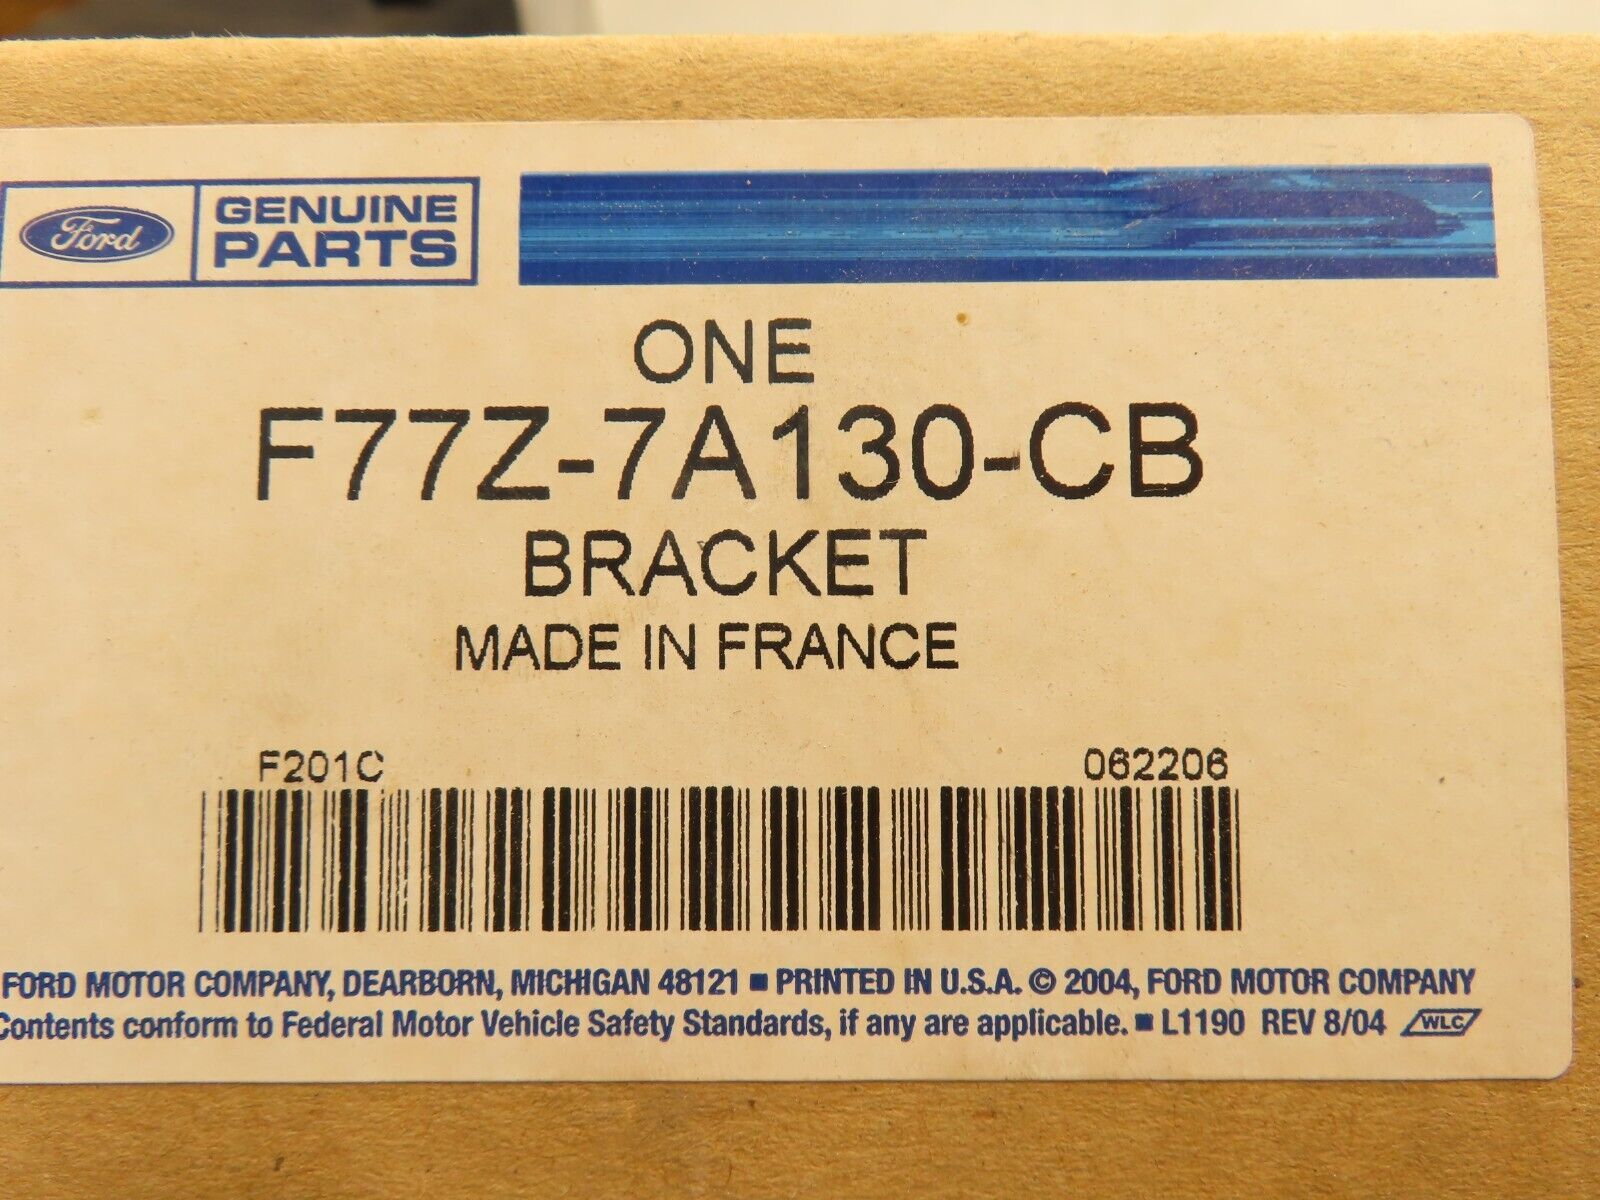 Ford GENUINE
PARTS
ONE
F77Z-7A130-CB
BRACKET
MADE IN FRANCE
F201C 062206
FORD MOTOR COMPANY, DEARBORN, MICHIGAN 48121 ■ PRINTED IN U.S.A. © 2004, FORD MOTOR COMPANY
Contents conform to Federal Motor Vehicle Safety Standards, if any are applicable. ■ L1190 REV 8/04 WLC